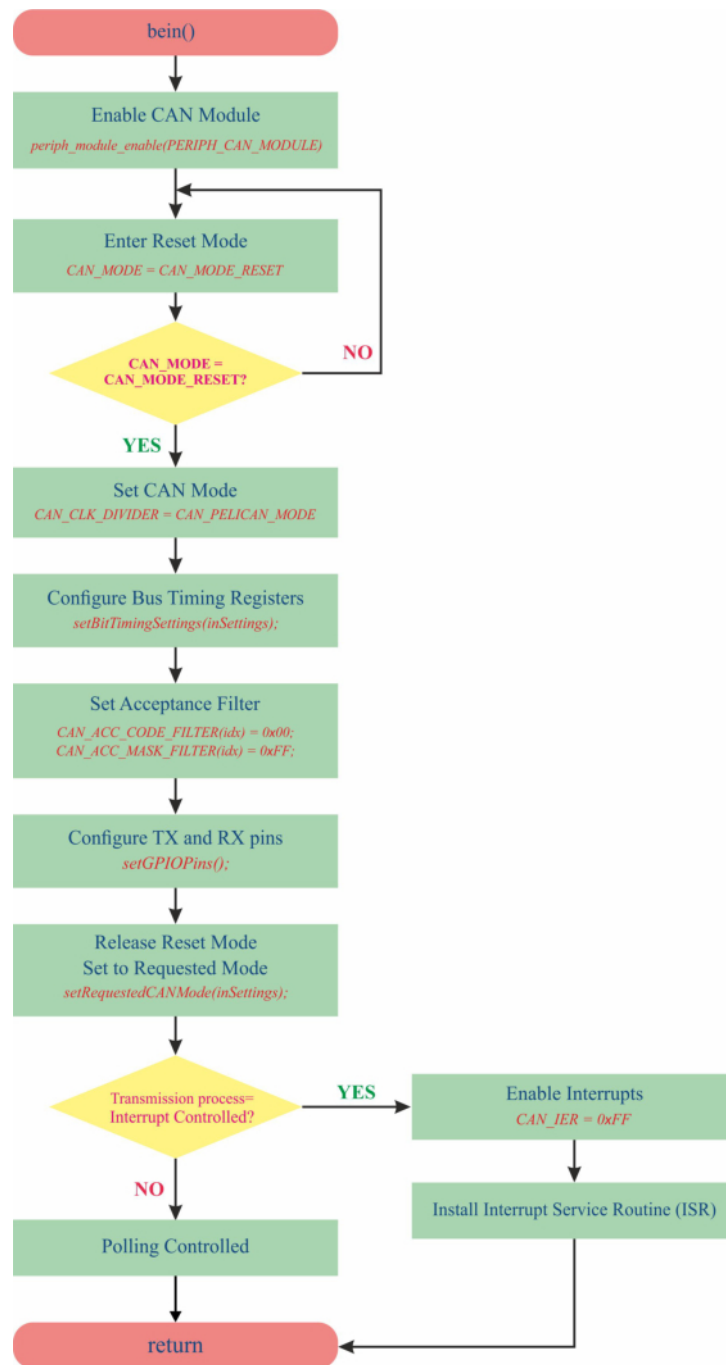 bein()
Enable CAN Module
periph_module_enable(PERIPH_CAN_MODULE)
Enter Reset Mode
CAN_MODE = CAN_MODE_RESET
CAN_MODE =
CAN_MODE_RESET?
NO
YES
Set CAN Mode
CAN_CLK_DIVIDER = CAN_PELICAN_MODE
Configure Bus Timing Registers
setBitTimingSettings(inSettings);
Set Acceptance Filter
CAN_ACC_CODE_FILTER(idx) = 0x00;
CAN_ACC_MASK_FILTER(idx) = 0xFF;
Configure TX and RX pins
setGPIOPins();
Release Reset Mode
Set to Requested Mode
setRequestedCANMode(inSettings);
Transmission process=
Interrupt Controlled?
YES
Enable Interrupts
CAN_IER = 0xFF
NO
Install Interrupt Service Routine (ISR)
Polling Controlled
return